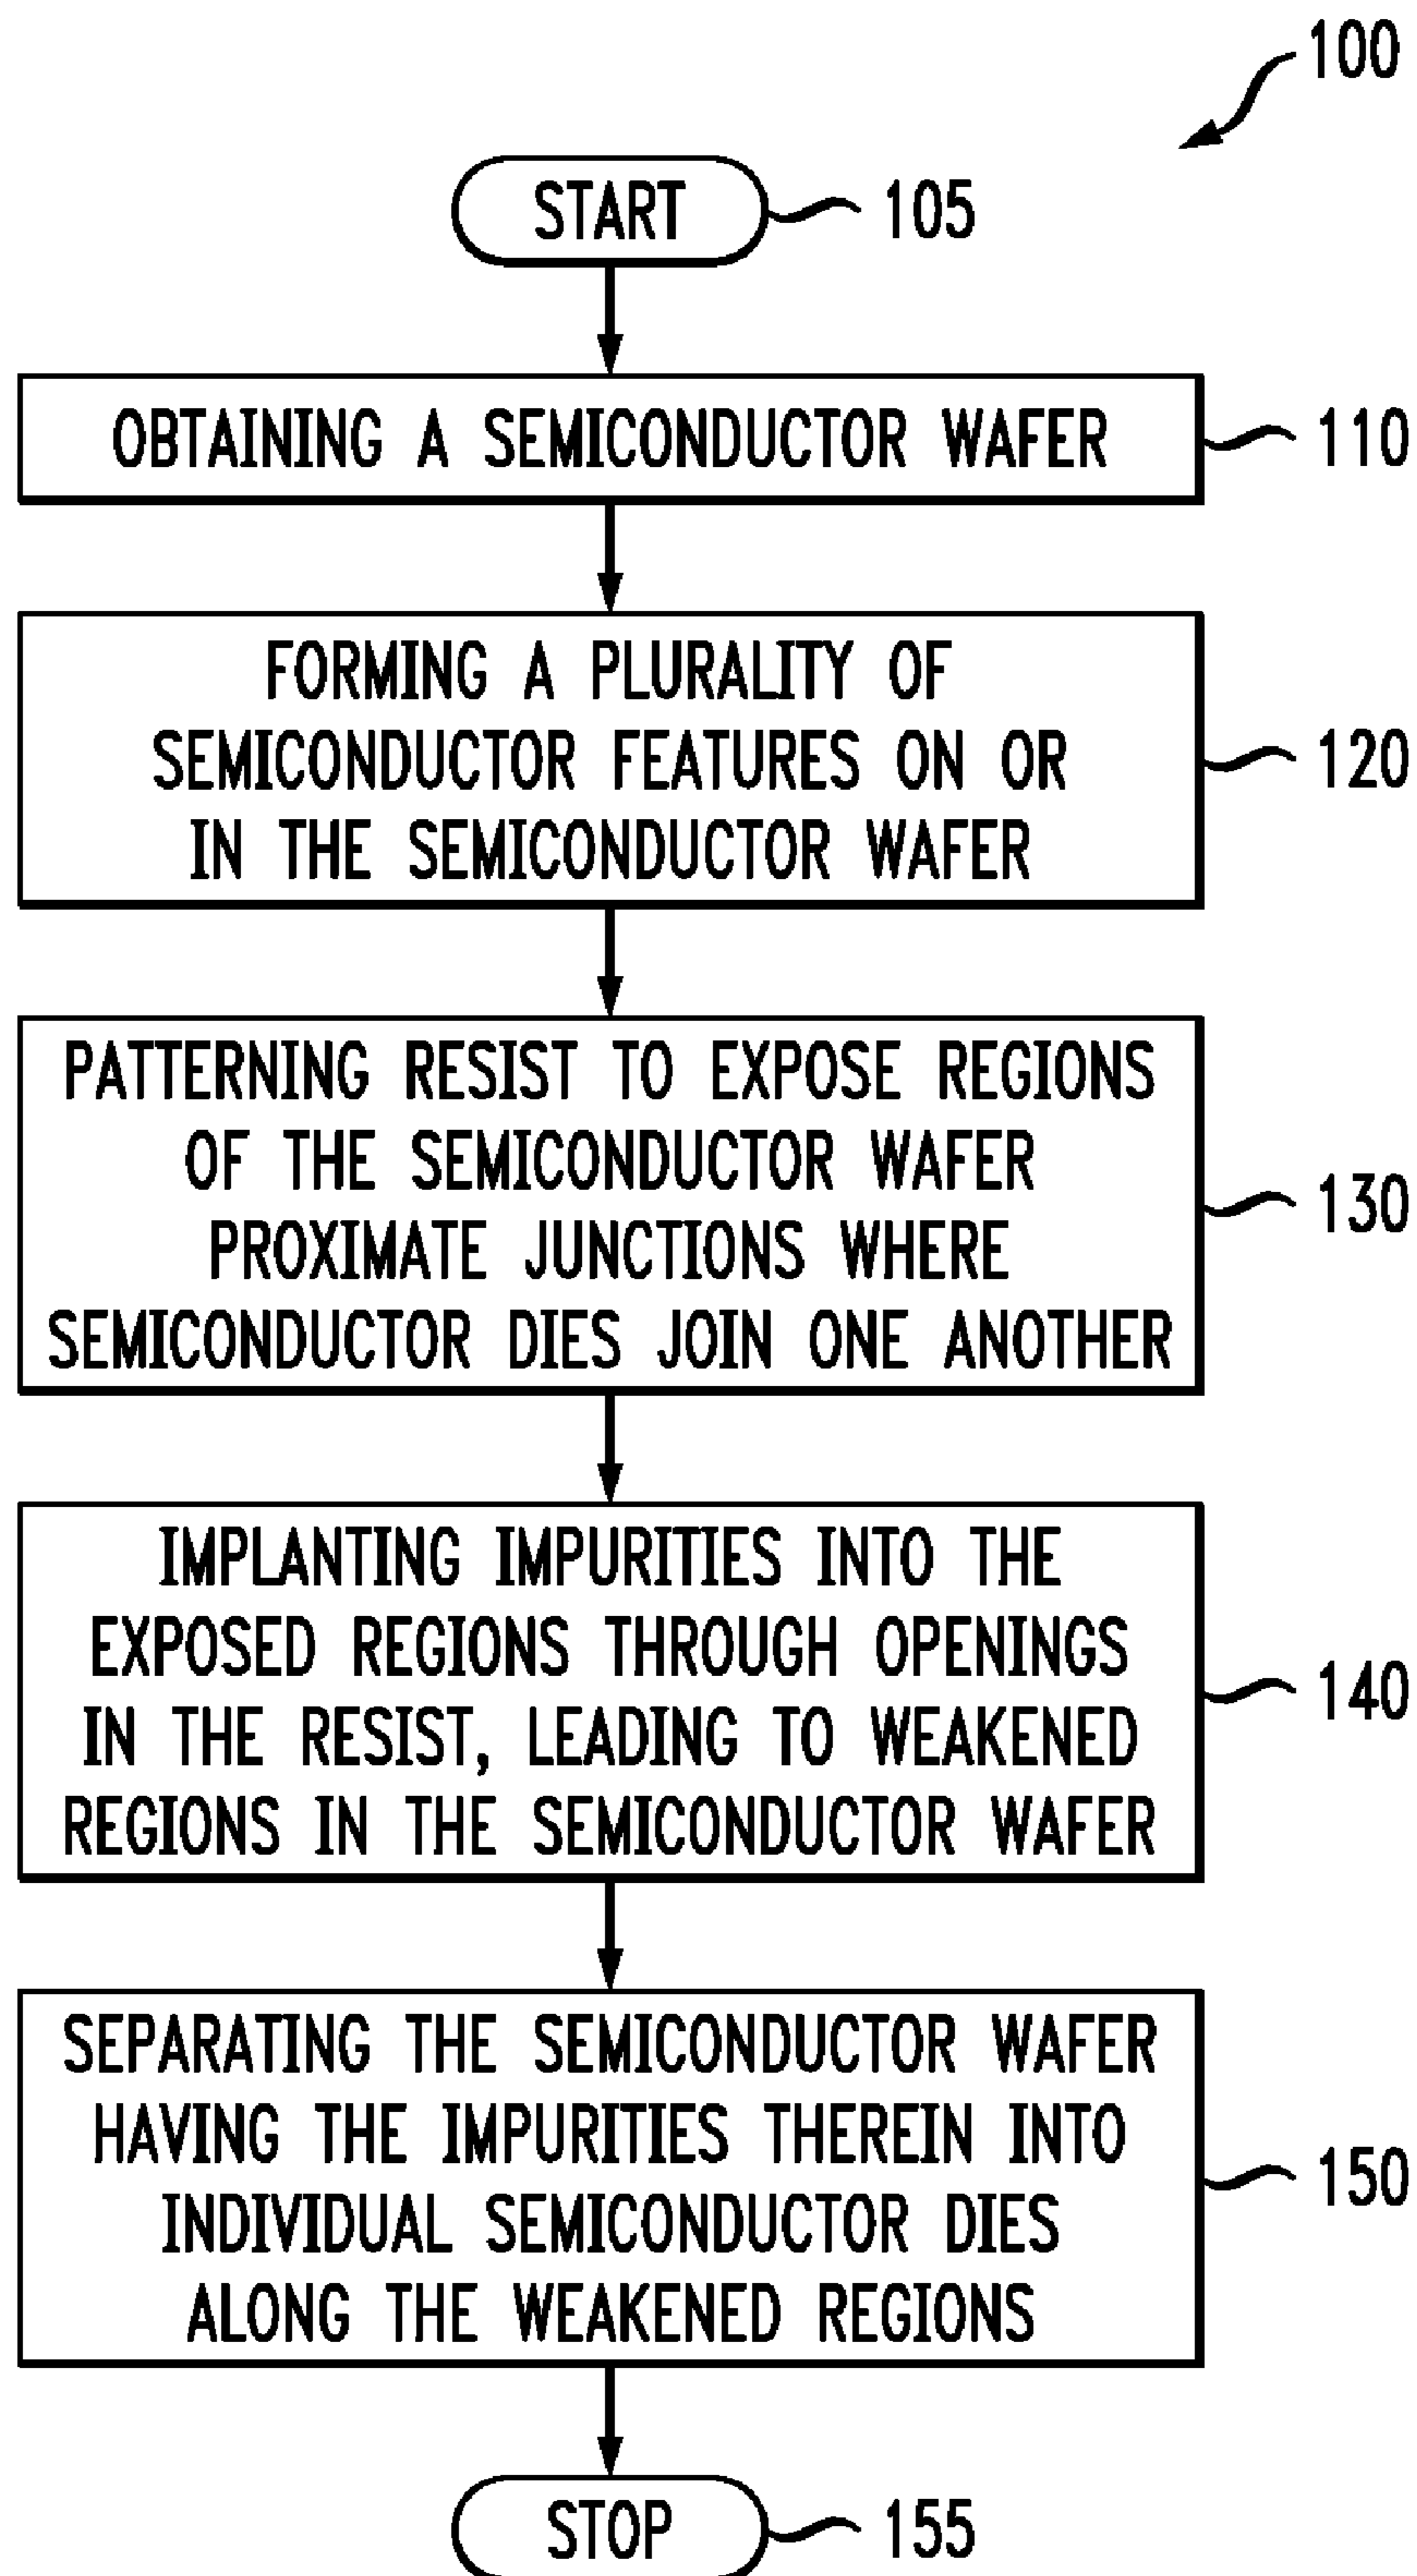 100
START
105
OBTAINING A SEMICONDUCTOR WAFER
110
FORMING A PLURALITY OF
SEMICONDUCTOR FEATURES ON OR
IN THE SEMICONDUCTOR WAFER
120
PATTERNING RESIST TO EXPOSE REGIONS
OF THE SEMICONDUCTOR WAFER
PROXIMATE JUNCTIONS WHERE
SEMICONDUCTOR DIES JOIN ONE ANOTHER
130
IMPLANTING IMPURITIES INTO THE
EXPOSED REGIONS THROUGH OPENINGS
IN THE RESIST, LEADING TO WEAKENED
REGIONS IN THE SEMICONDUCTOR WAFER
140
SEPARATING THE SEMICONDUCTOR WAFER
HAVING THE IMPURITIES THEREIN INTO
INDIVIDUAL SEMICONDUCTOR DIES
ALONG THE WEAKENED REGIONS
150
STOP
155